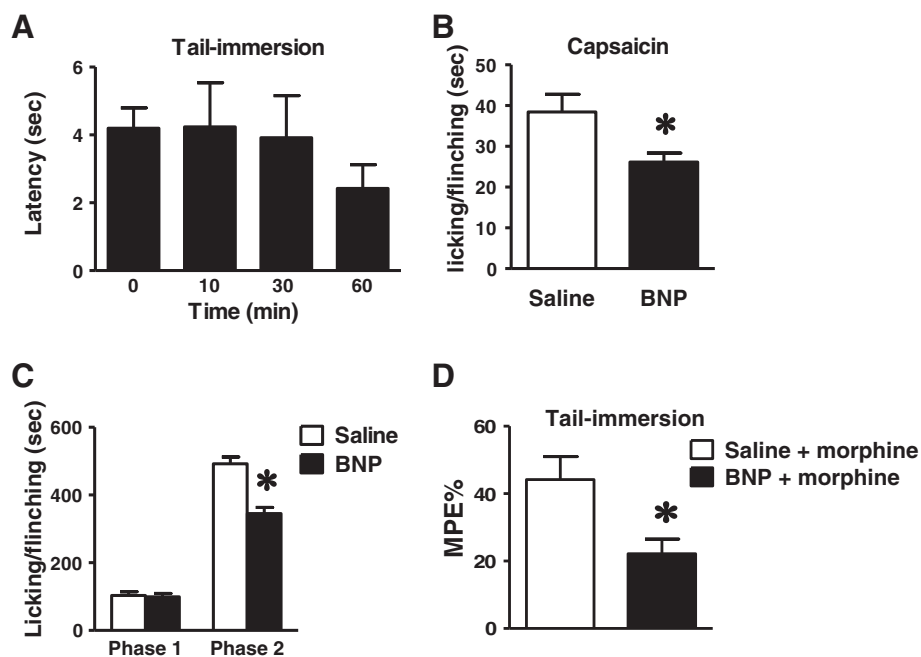 A
Tail-immersion
Latency (sec)
6
4
2
0
0 10 30 60
Time (min)
B
Capsaicin
licking/flinching (sec)
50
40
30
20
10
0
Saline BNP
C
Licking/flinching (sec)
600
400
200
0
Saline
BNP
*
Phase 1 Phase 2
D
Tail-immersion
MPE%
60
40
20
0
Saline + morphine
BNP + morphine
*